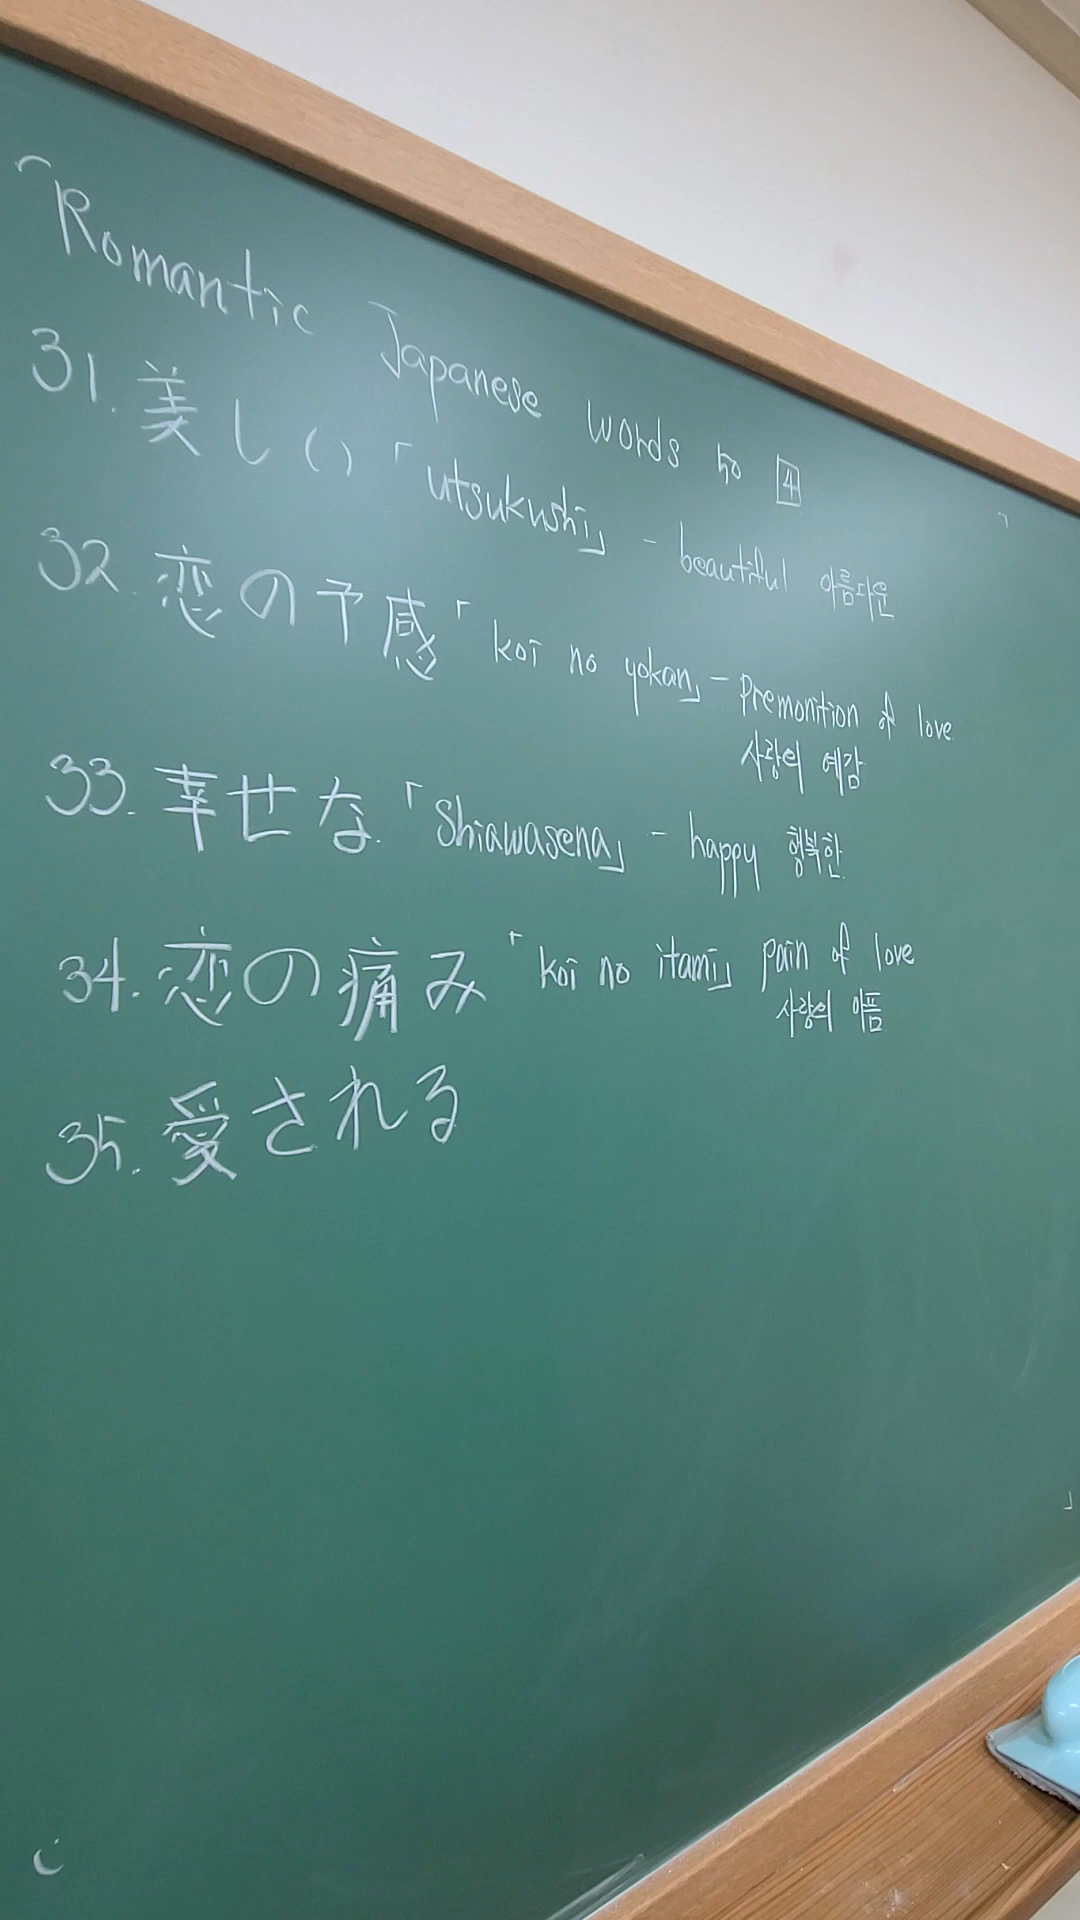 Romantic Japanese words 50 4
31. 美しい「utsukushi」 - beautiful 아름다운
32. 恋の予感「koi no yokan」- premonition of love
사랑의 예감
33. 幸せな「Shiawasena」 - happy 행복한
34. 恋の痛み「koi no itami」 pain of love
사랑의 아픔
35. 愛される